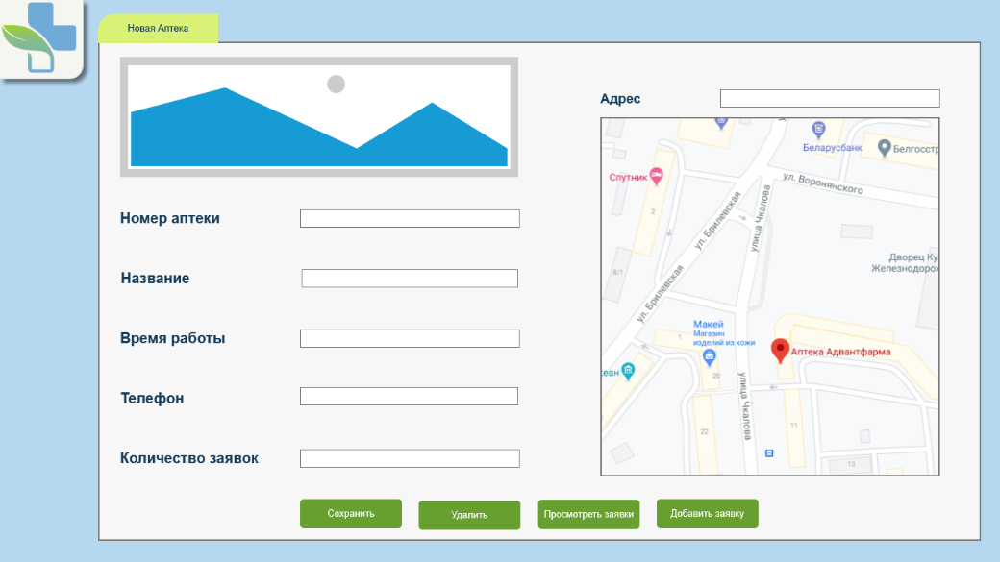 Новая Аптека
Номер аптеки
Название
Время работы
Телефон
Количество заявок
Адрес
Беларусбанк
Белгосстр
Спутник
ул. Воронянского
2
ул. Брилевская
улица Чкалова
Дворец Ку
Железнодорож
6/1
ул. Брилевская
Макей
Магазин
изделий из кожи
1
Аптека Адвантфарма
еан
20
улица Чкалова
22
11
13
Сохранить
Удалить
Просмотреть заявки
Добавить заявку